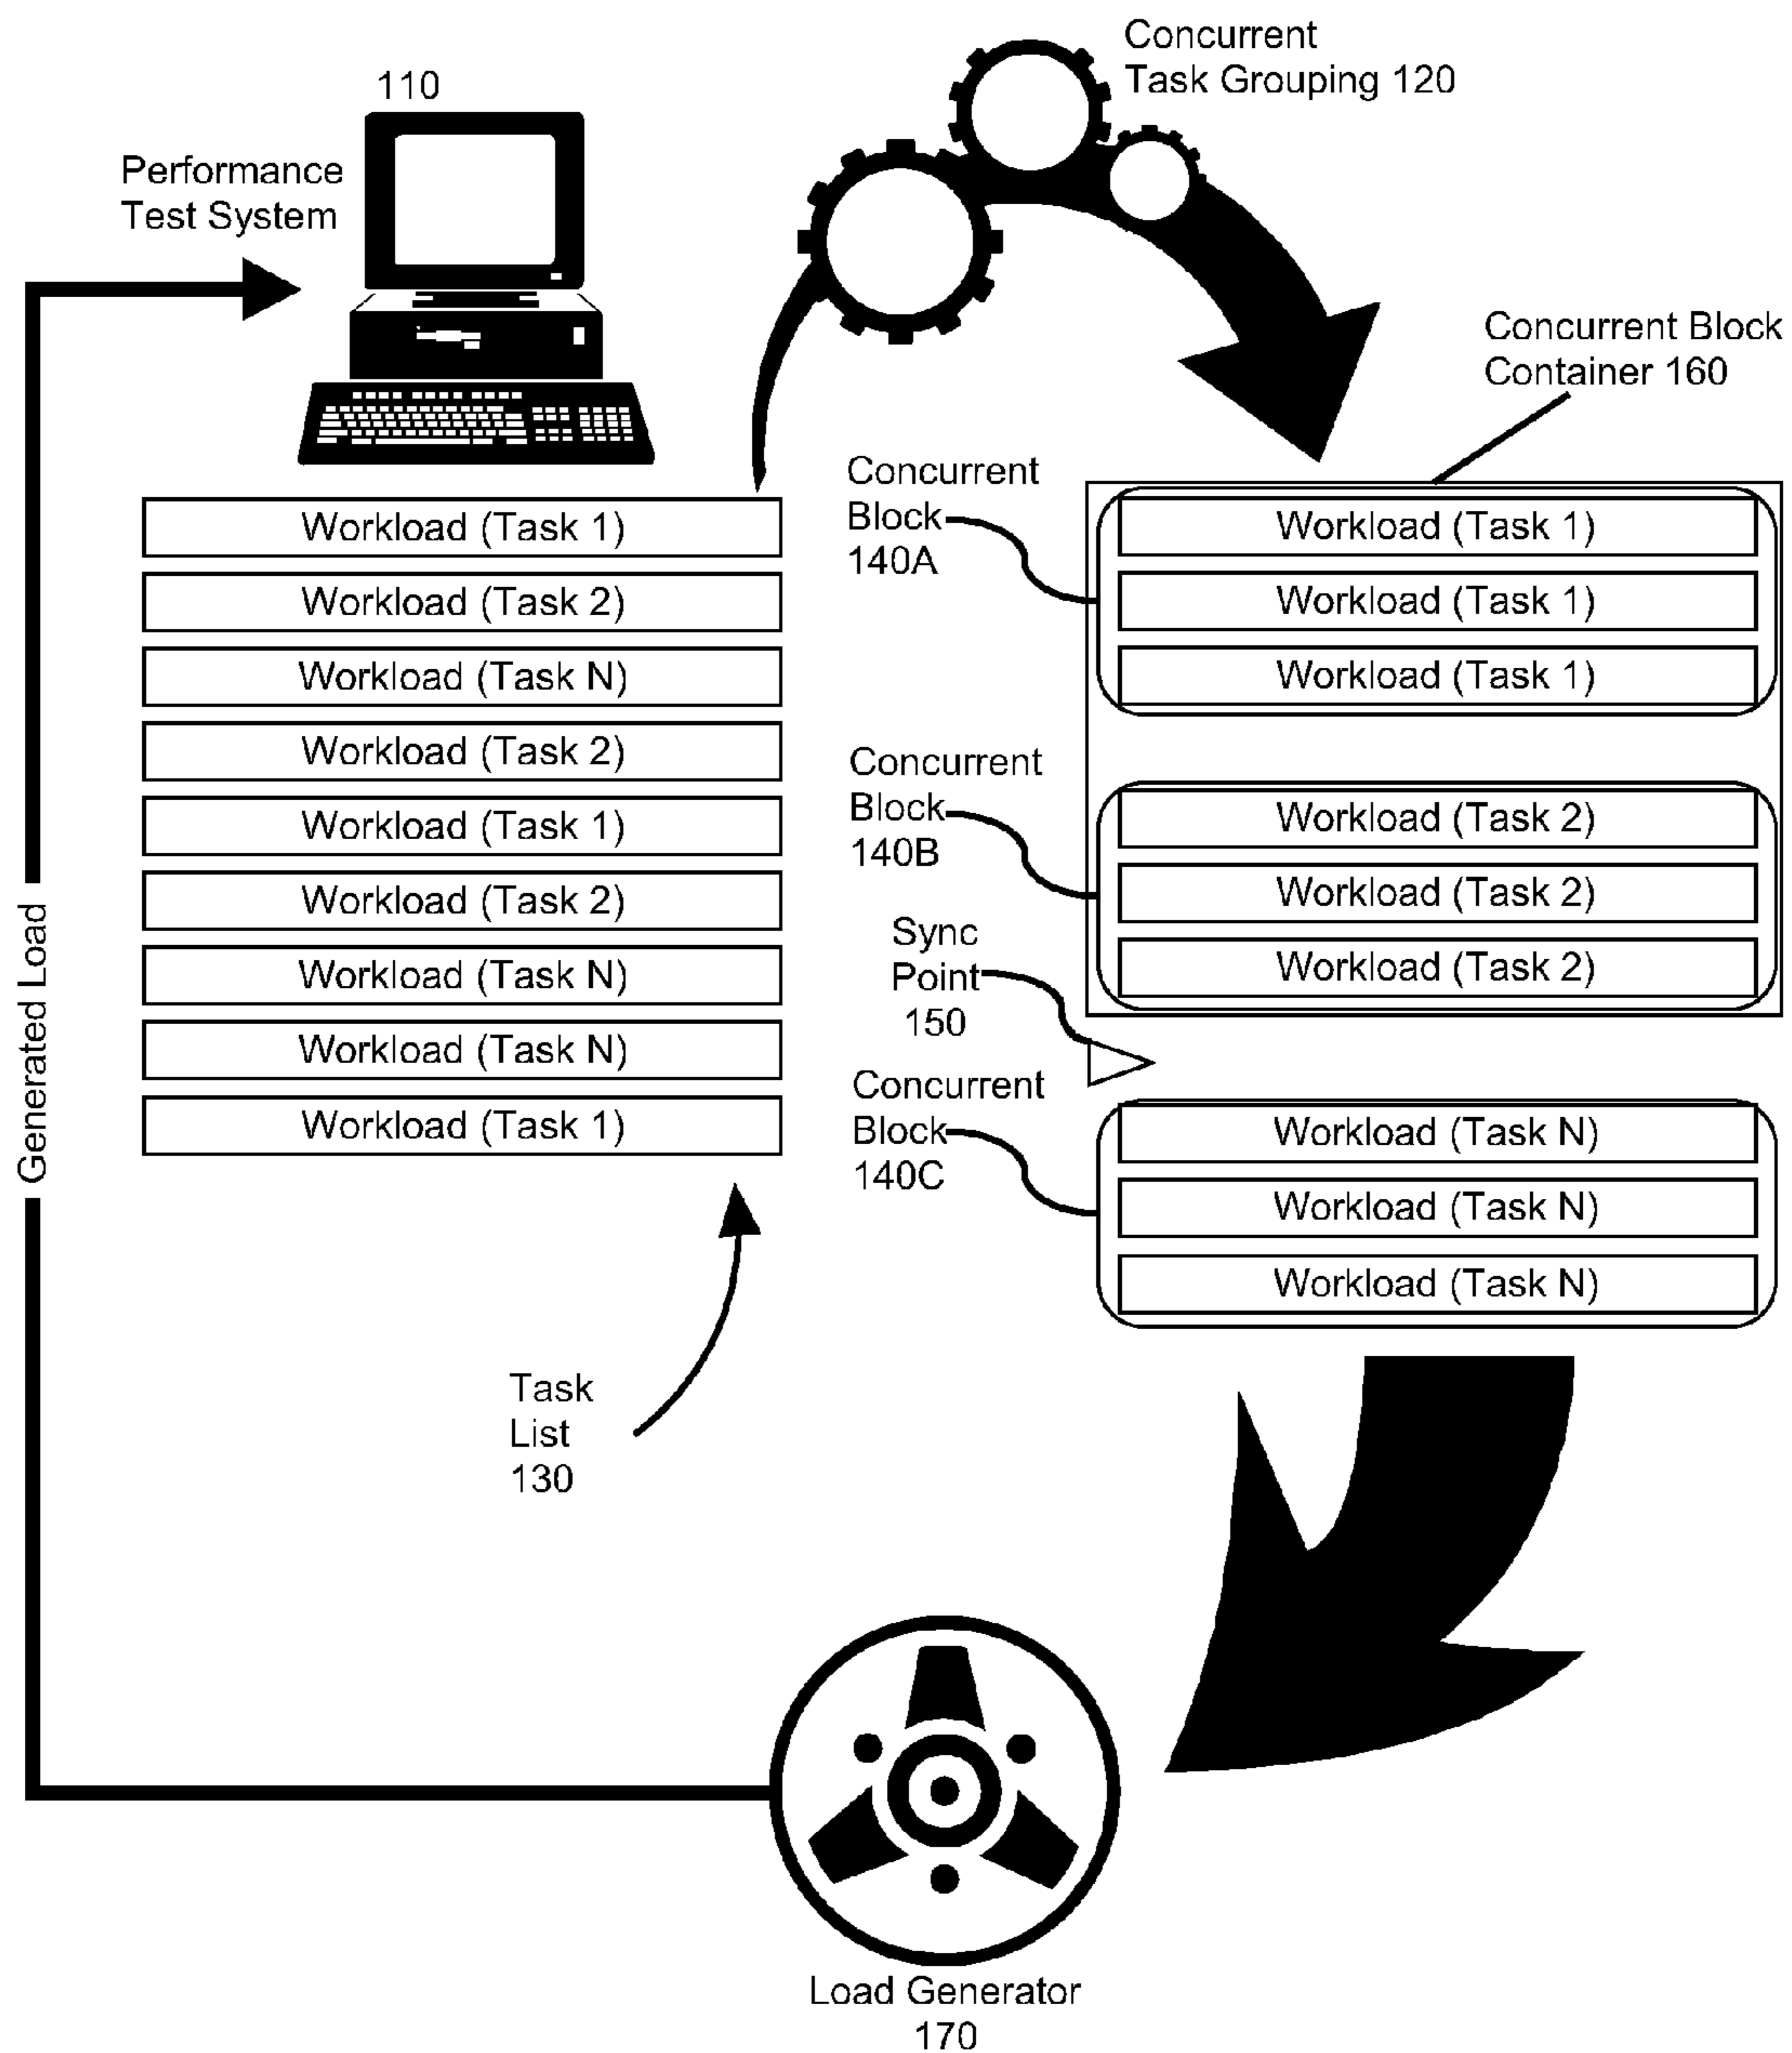 110
Performance
Test System
Concurrent
Task Grouping 120
Concurrent Block
Container 160
Workload (Task 1)
Workload (Task 2)
Workload (Task N)
Workload (Task 2)
Workload (Task 1)
Workload (Task 2)
Workload (Task N)
Workload (Task N)
Workload (Task 1)
Concurrent
Block
140A
Workload (Task 1)
Workload (Task 1)
Workload (Task 1)
Concurrent
Block
140B
Workload (Task 2)
Workload (Task 2)
Workload (Task 2)
Sync
Point
150
Concurrent
Block
140C
Workload (Task N)
Workload (Task N)
Workload (Task N)
Generated Load
Task
List
130
Load Generator
170